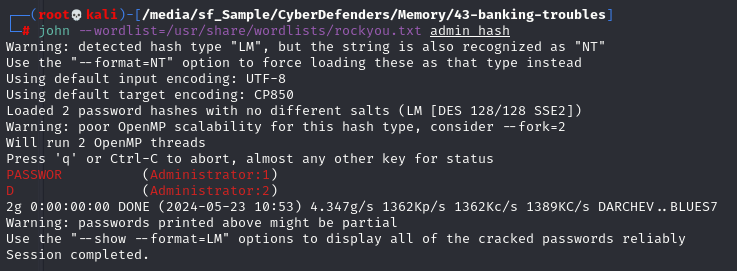 ┌──(root💀kali)-[/media/sf_Sample/CyberDefenders/Memory/43-banking-troubles]
└─# john --wordlist=/usr/share/wordlists/rockyou.txt admin_hash
Warning: detected hash type "LM", but the string is also recognized as "NT"
Use the "--format=NT" option to force loading these as that type instead
Using default input encoding: UTF-8
Using default target encoding: CP850
Loaded 2 password hashes with no different salts (LM [DES 128/128 SSE2])
Warning: poor OpenMP scalability for this hash type, consider --fork=2
Will run 2 OpenMP threads
Press 'q' or Ctrl-C to abort, almost any other key for status
PASSWOR          (Administrator:1)
D                (Administrator:2)
2g 0:00:00:00 DONE (2024-05-23 10:53) 4.347g/s 1362Kp/s 1362Kc/s 1389KC/s DARCHEV..BLUES7
Warning: passwords printed above might be partial
Use the "--show --format=LM" options to display all of the cracked passwords reliably
Session completed.